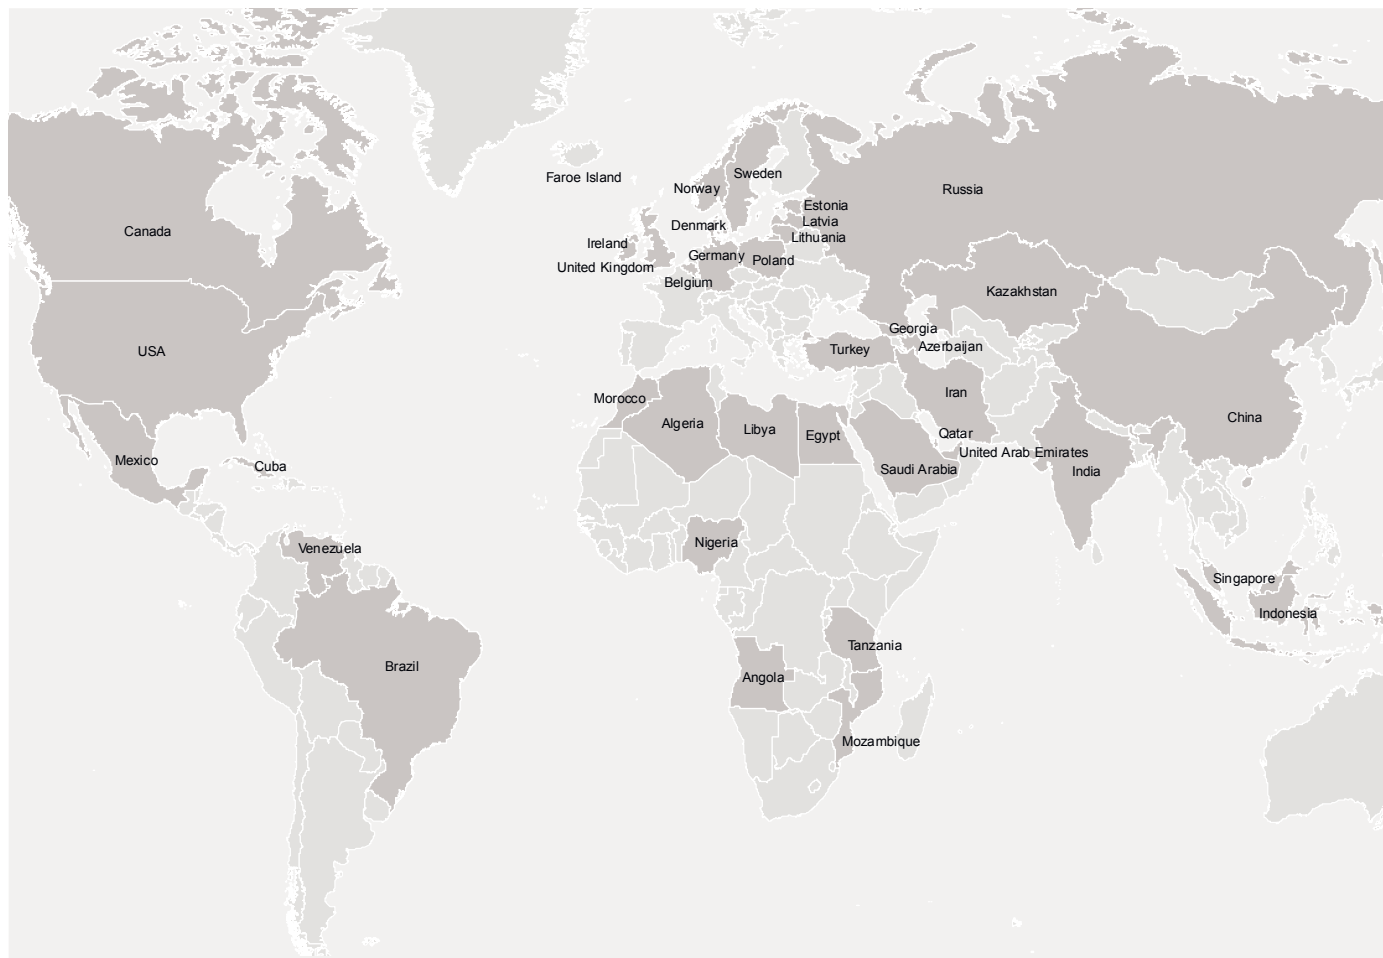 Sweden
Faroe Island
Norway
Russia
Estonia
Denmark
Latvia
Canada
Lithuania
Ireland
Germany
Poland
United Kingdom
Belgium
Kazakhstan
Georgia
Azerbaijan
USA
Turkey
Iran
Morocco
China
Algeria
Libya
Egypt
Qatar
United Arab Emirates
Mexico
Cuba
Saudi Arabia
India
Nigeria
Venezuela
Singapore
Indonesia
Tanzania
Brazil
Angola
Mozambique